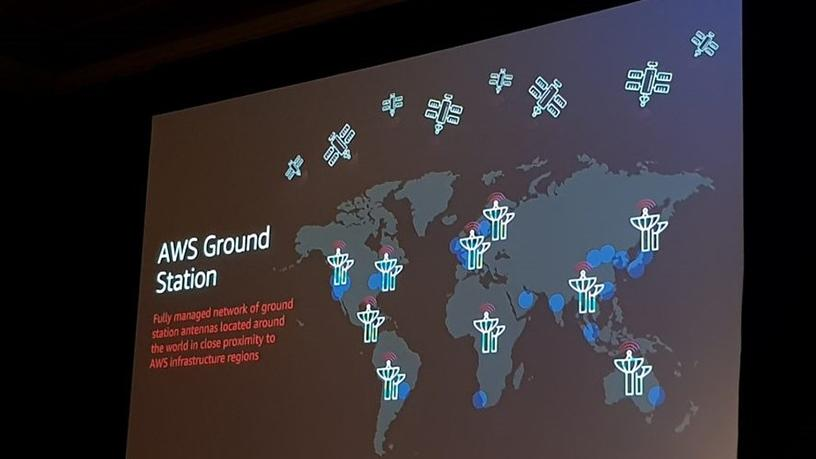 AWS Ground
Station
Fully managed network of ground
station antennas located around
the world in close proximity to
AWS infrastructure regions